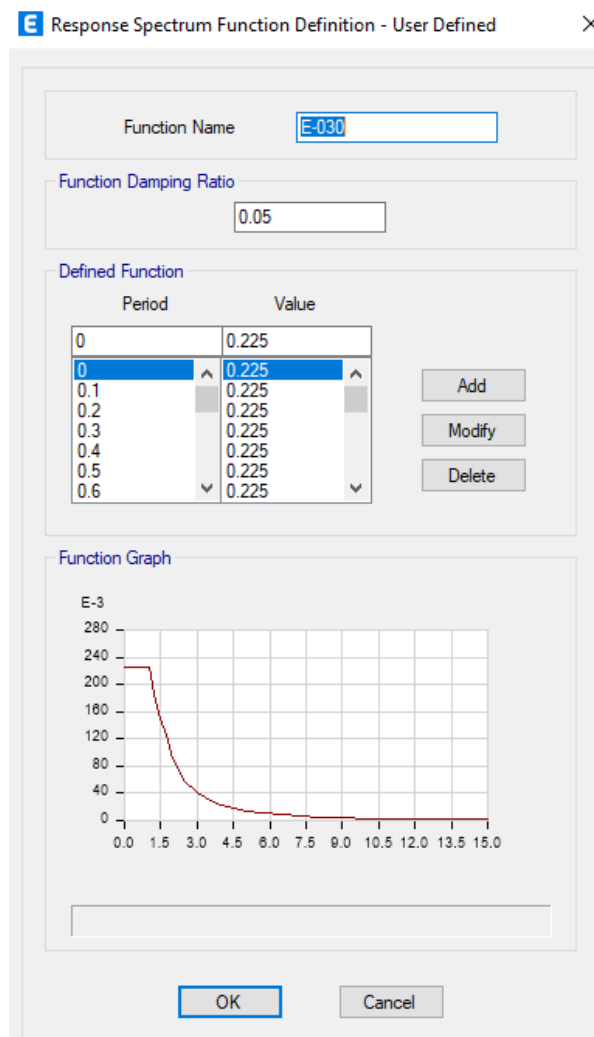 E Response Spectrum Function Definition - User Defined
Function Name E-030
Function Damping Ratio
0.05
Defined Function
Period Value
0 0.225
0 0.225
0.1 0.225
0.2 0.225
0.3 0.225
0.4 0.225
0.5 0.225
0.6 0.225
Add
Modify
Delete
Function Graph
E-3
280
240
200
160
120
80
40
0
0.0 1.5 3.0 4.5 6.0 7.5 9.0 10.5 12.0 13.5 15.0
OK Cancel